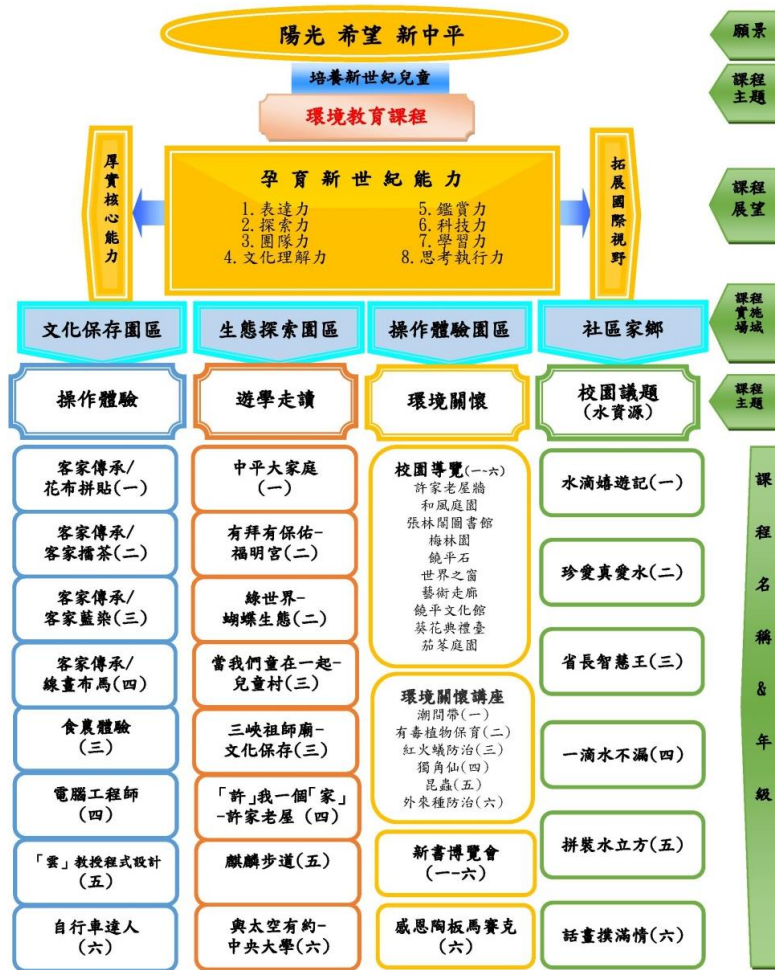 陽光 希望 新中平
願景
培養新世紀兒童
環境教育課程
課程
主題
厚實核心能力
孕育新世紀能力
1.表達力
2.探索力
3.團隊力
4.文化理解力
5.鑑賞力
6.科技力
7.學習力
8.思考執行力
拓展國際視野
課程
展望
文化保存園區
生態探索園區
操作體驗園區
社區家鄉
課程
實施
場域
操作體驗
遊學走讀
環境關懷
校園議題
(水資源)
課程
主題
客家傳承/
花布拼貼(一)
客家傳承/
客家擂茶(二)
客家傳承/
客家藍染(三)
客家傳承/
線畫布馬(四)
食農體驗
(三)
電腦工程師
(四)
「雲」教授程式設計
(五)
自行車達人
(六)
中平大家庭
(一)
有拜有保佑-
福明宮(二)
綠世界-
蝴蝶生態(二)
當我們童在一起-
兒童村(三)
三峽祖師廟-
文化保存(三)
「許」我一個「家」
-許家老屋(四)
麒麟步道(五)
與太空有約-
中央大學(六)
校園導覽(一~六)
許家老屋牆
和風庭園
張林閣圖書館
梅林園
饒平石
世界之窗
藝術走廊
饒平文化館
葵花典禮臺
茄苳庭園
環境關懷講座
潮間帶(一)
有毒植物保育(二)
紅火蟻防治(三)
獨角仙(四)
昆蟲(五)
外來種防治(六)
新書博覽會
(一-六)
感恩陶板馬賽克
(六)
水滴嬉遊記(一)
珍愛真愛水(二)
省長智慧王(三)
一滴水不漏(四)
拼裝水立方(五)
話畫撲滿情(六)
課程名稱&年級